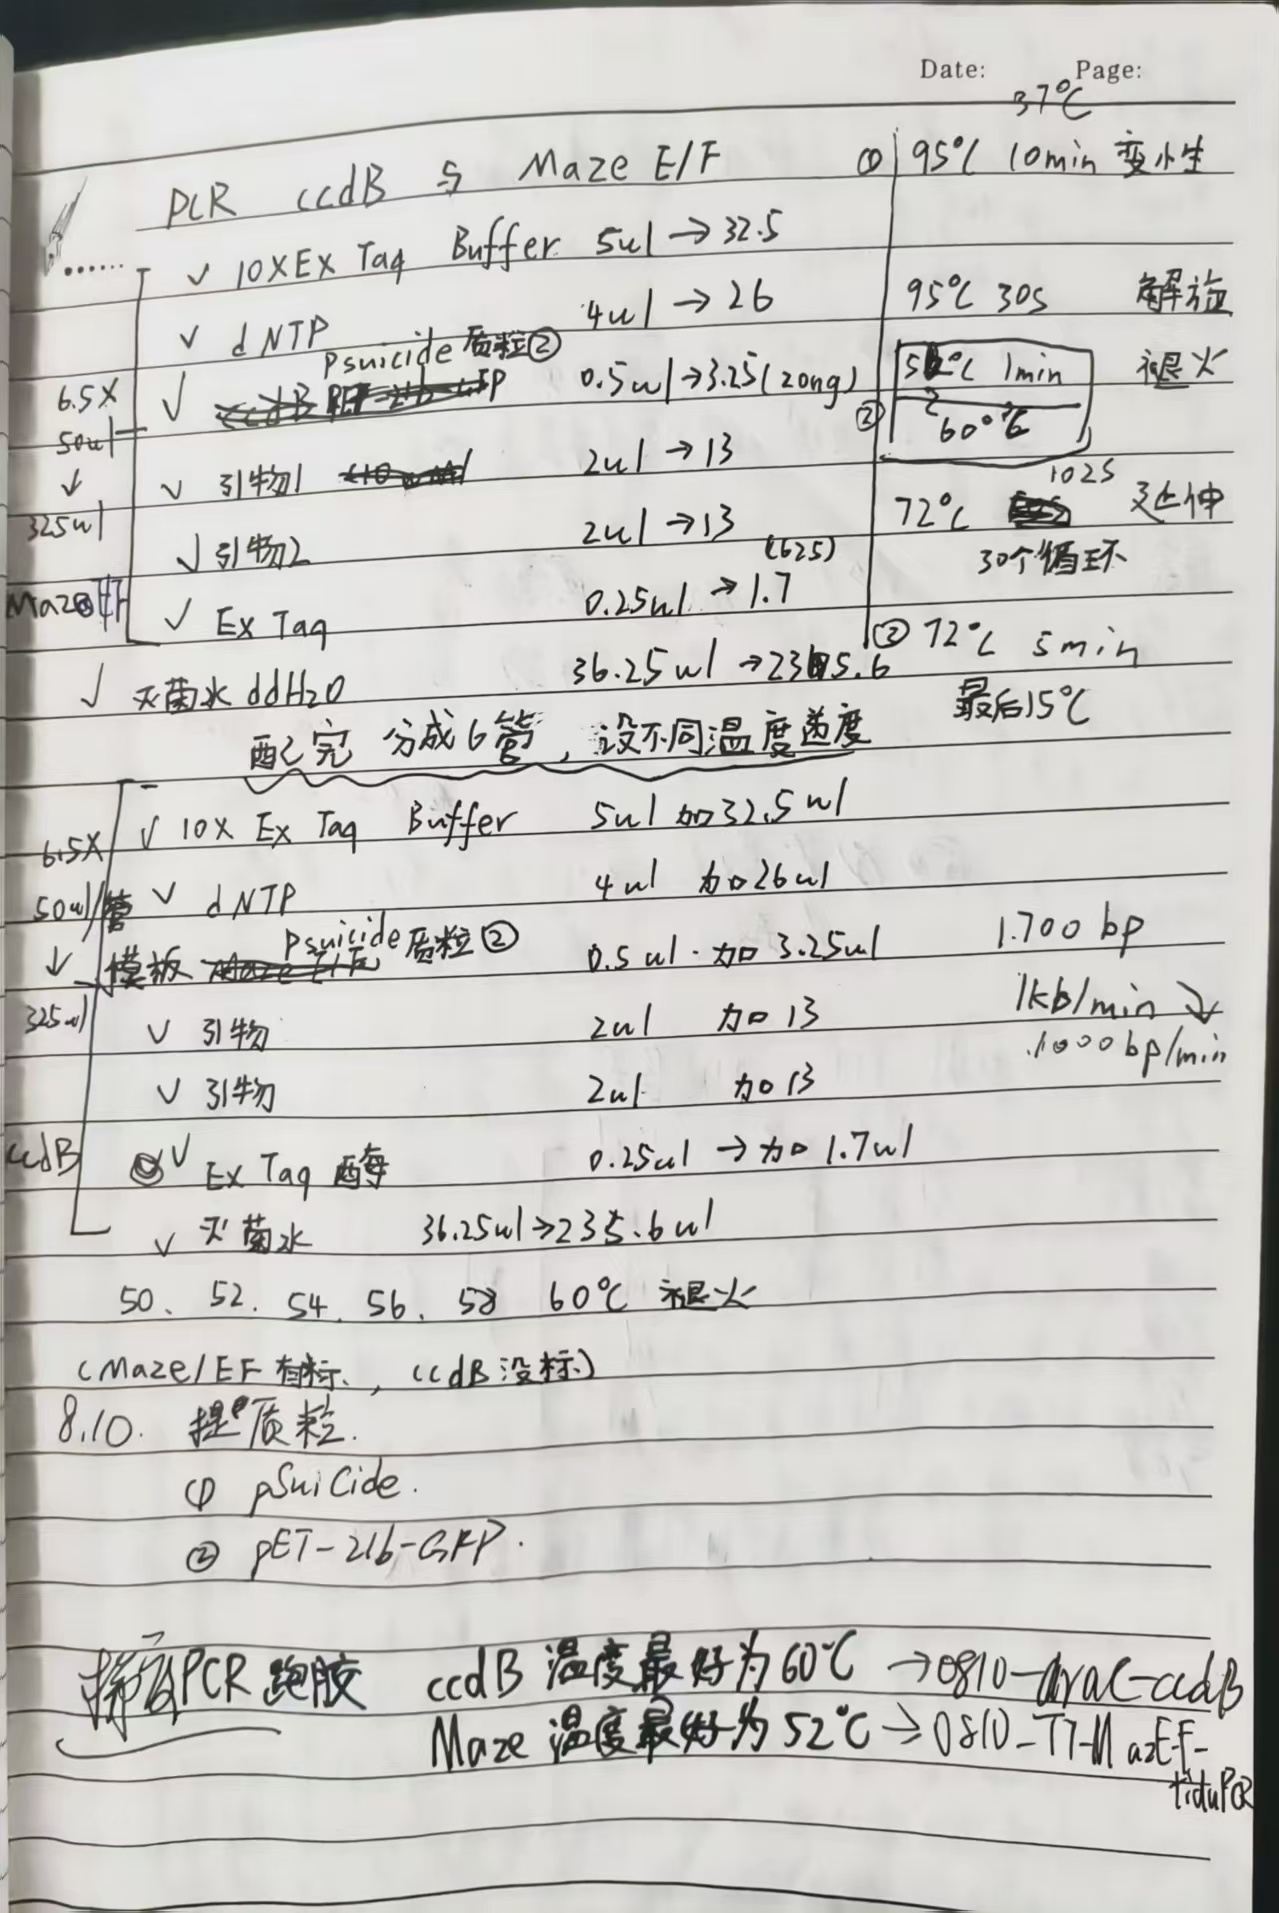 Date: Page:
37℃
PCR ccdB 与 Maze E/F
① 95℃ 10min 变性
✓ 10×Ex Taq Buffer 5ul → 32.5
✓ dNTP 4ul → 26
95℃ 30s 解旋
psuicide 质粒②
✓ 0.5ul→3.25(20ng)
② 1min 退火
60℃
6.5×
50ul
↓
325ul
Maze EF
✓ 引物1 2ul → 13
✓ 引物2 2ul → 13
72℃ 102s 延伸
30个循环
(1.625)
✓ Ex Taq 0.25ul → 1.7
③ 72℃ 5min
✓ 灭菌水 ddH2O 36.25ul → 235.6
最后15℃
配完 分成6管,设不同温度
6.5×
50ul/管
↓
325ul
ccdB
✓ 10× Ex Taq Buffer 5ul 加32.5ul
✓ dNTP 4ul 加26ul
psuicide 质粒②
模板 0.5ul. 加3.25ul
1.700 bp
✓ 引物 2ul 加13
1kb/min ↘
.1000bp/min
✓ 引物 2ul 加13
✓ Ex Taq 酶 0.25ul → 加1.7ul
✓ 灭菌水 36.25ul→235.6ul
50、52. 54. 56. 58 60℃ 退火
(Maze/EF 有标, ccdB没标)
8.10. 提质粒.
① pSuiCide.
② pET-21b-GFP.
梯度PCR跑胶 ccdB 温度最好为60℃ →0810-araC-ccdB
Maze 温度最好为52℃→0810-T7-MazE-F-
tiduPCR